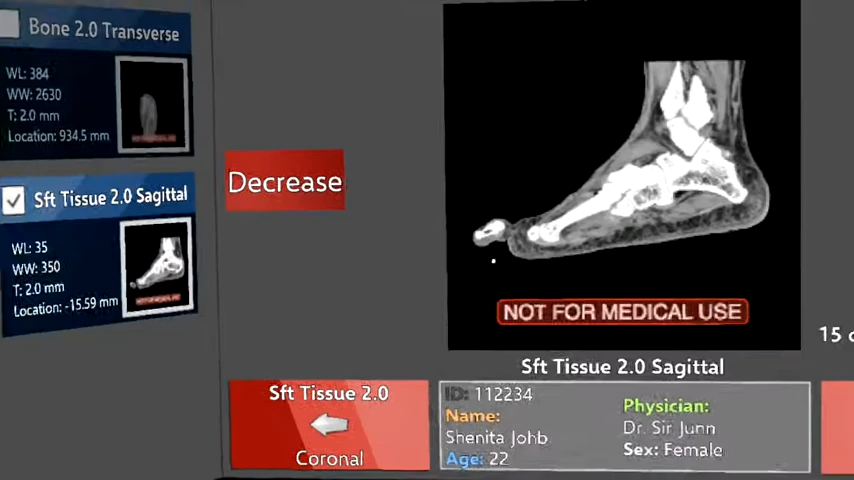 Bone 2.0 Transverse
WL: 384
WW: 2630
T: 2.0 mm
Location: 934.5 mm
Sft Tissue 2.0 Sagittal
WL: 35
WW: 350
T: 2.0 mm
Location: -15.59 mm
Decrease
NOT FOR MEDICAL USE
15
Sft Tissue 2.0 Sagittal
Sft Tissue 2.0
Coronal
ID: 112234
Name:
Shenita Johb
Age: 22
Physician:
Dr. Sir Junn
Sex: Female